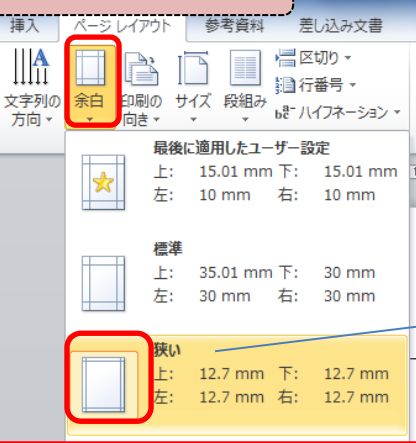 挿入 ページ レイアウト 参考資料 差し込み文書
文字列の方向 余白 印刷の向き サイズ 段組み
区切り
行番号
ハイフネーション
最後に適用したユーザー設定
上: 15.01 mm 下: 15.01 mm
左: 10 mm 右: 10 mm
標準
上: 35.01 mm 下: 30 mm
左: 30 mm 右: 30 mm
狭い
上: 12.7 mm 下: 12.7 mm
左: 12.7 mm 右: 12.7 mm